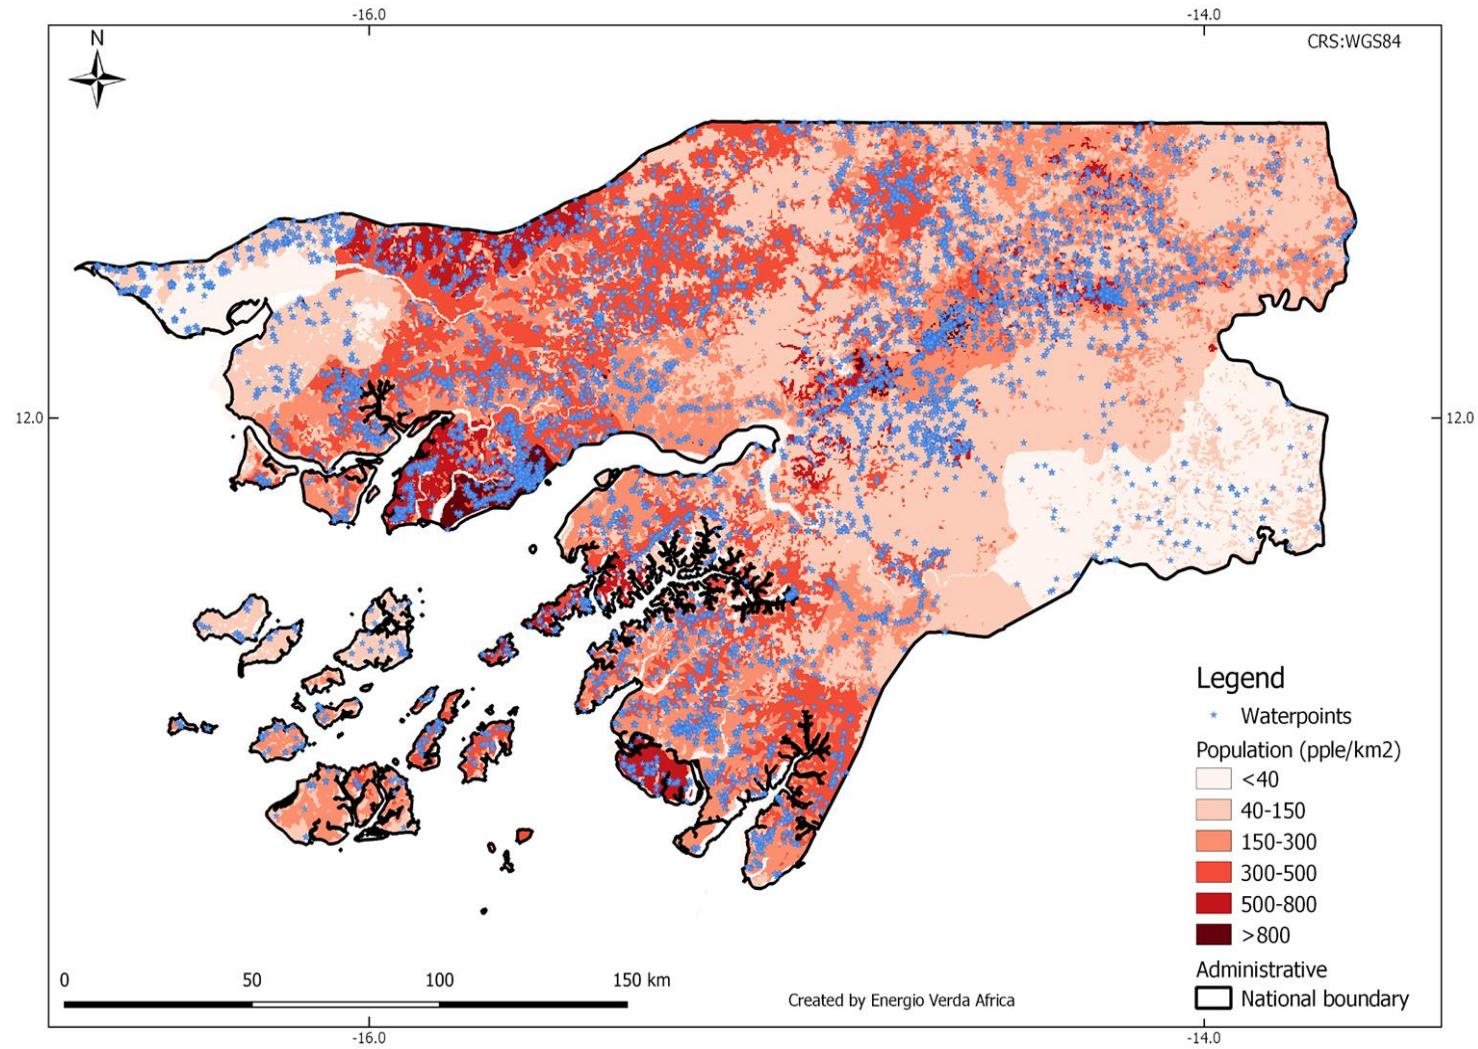 -16.0
-14.0
CRS:WGS84
N
12.0
12.0
Legend
Waterpoints
Population (pple/km2)
<40
40-150
150-300
300-500
500-800
>800
Administrative
National boundary
0 50 100 150 km
Created by Energio Verda Africa
-16.0
-14.0